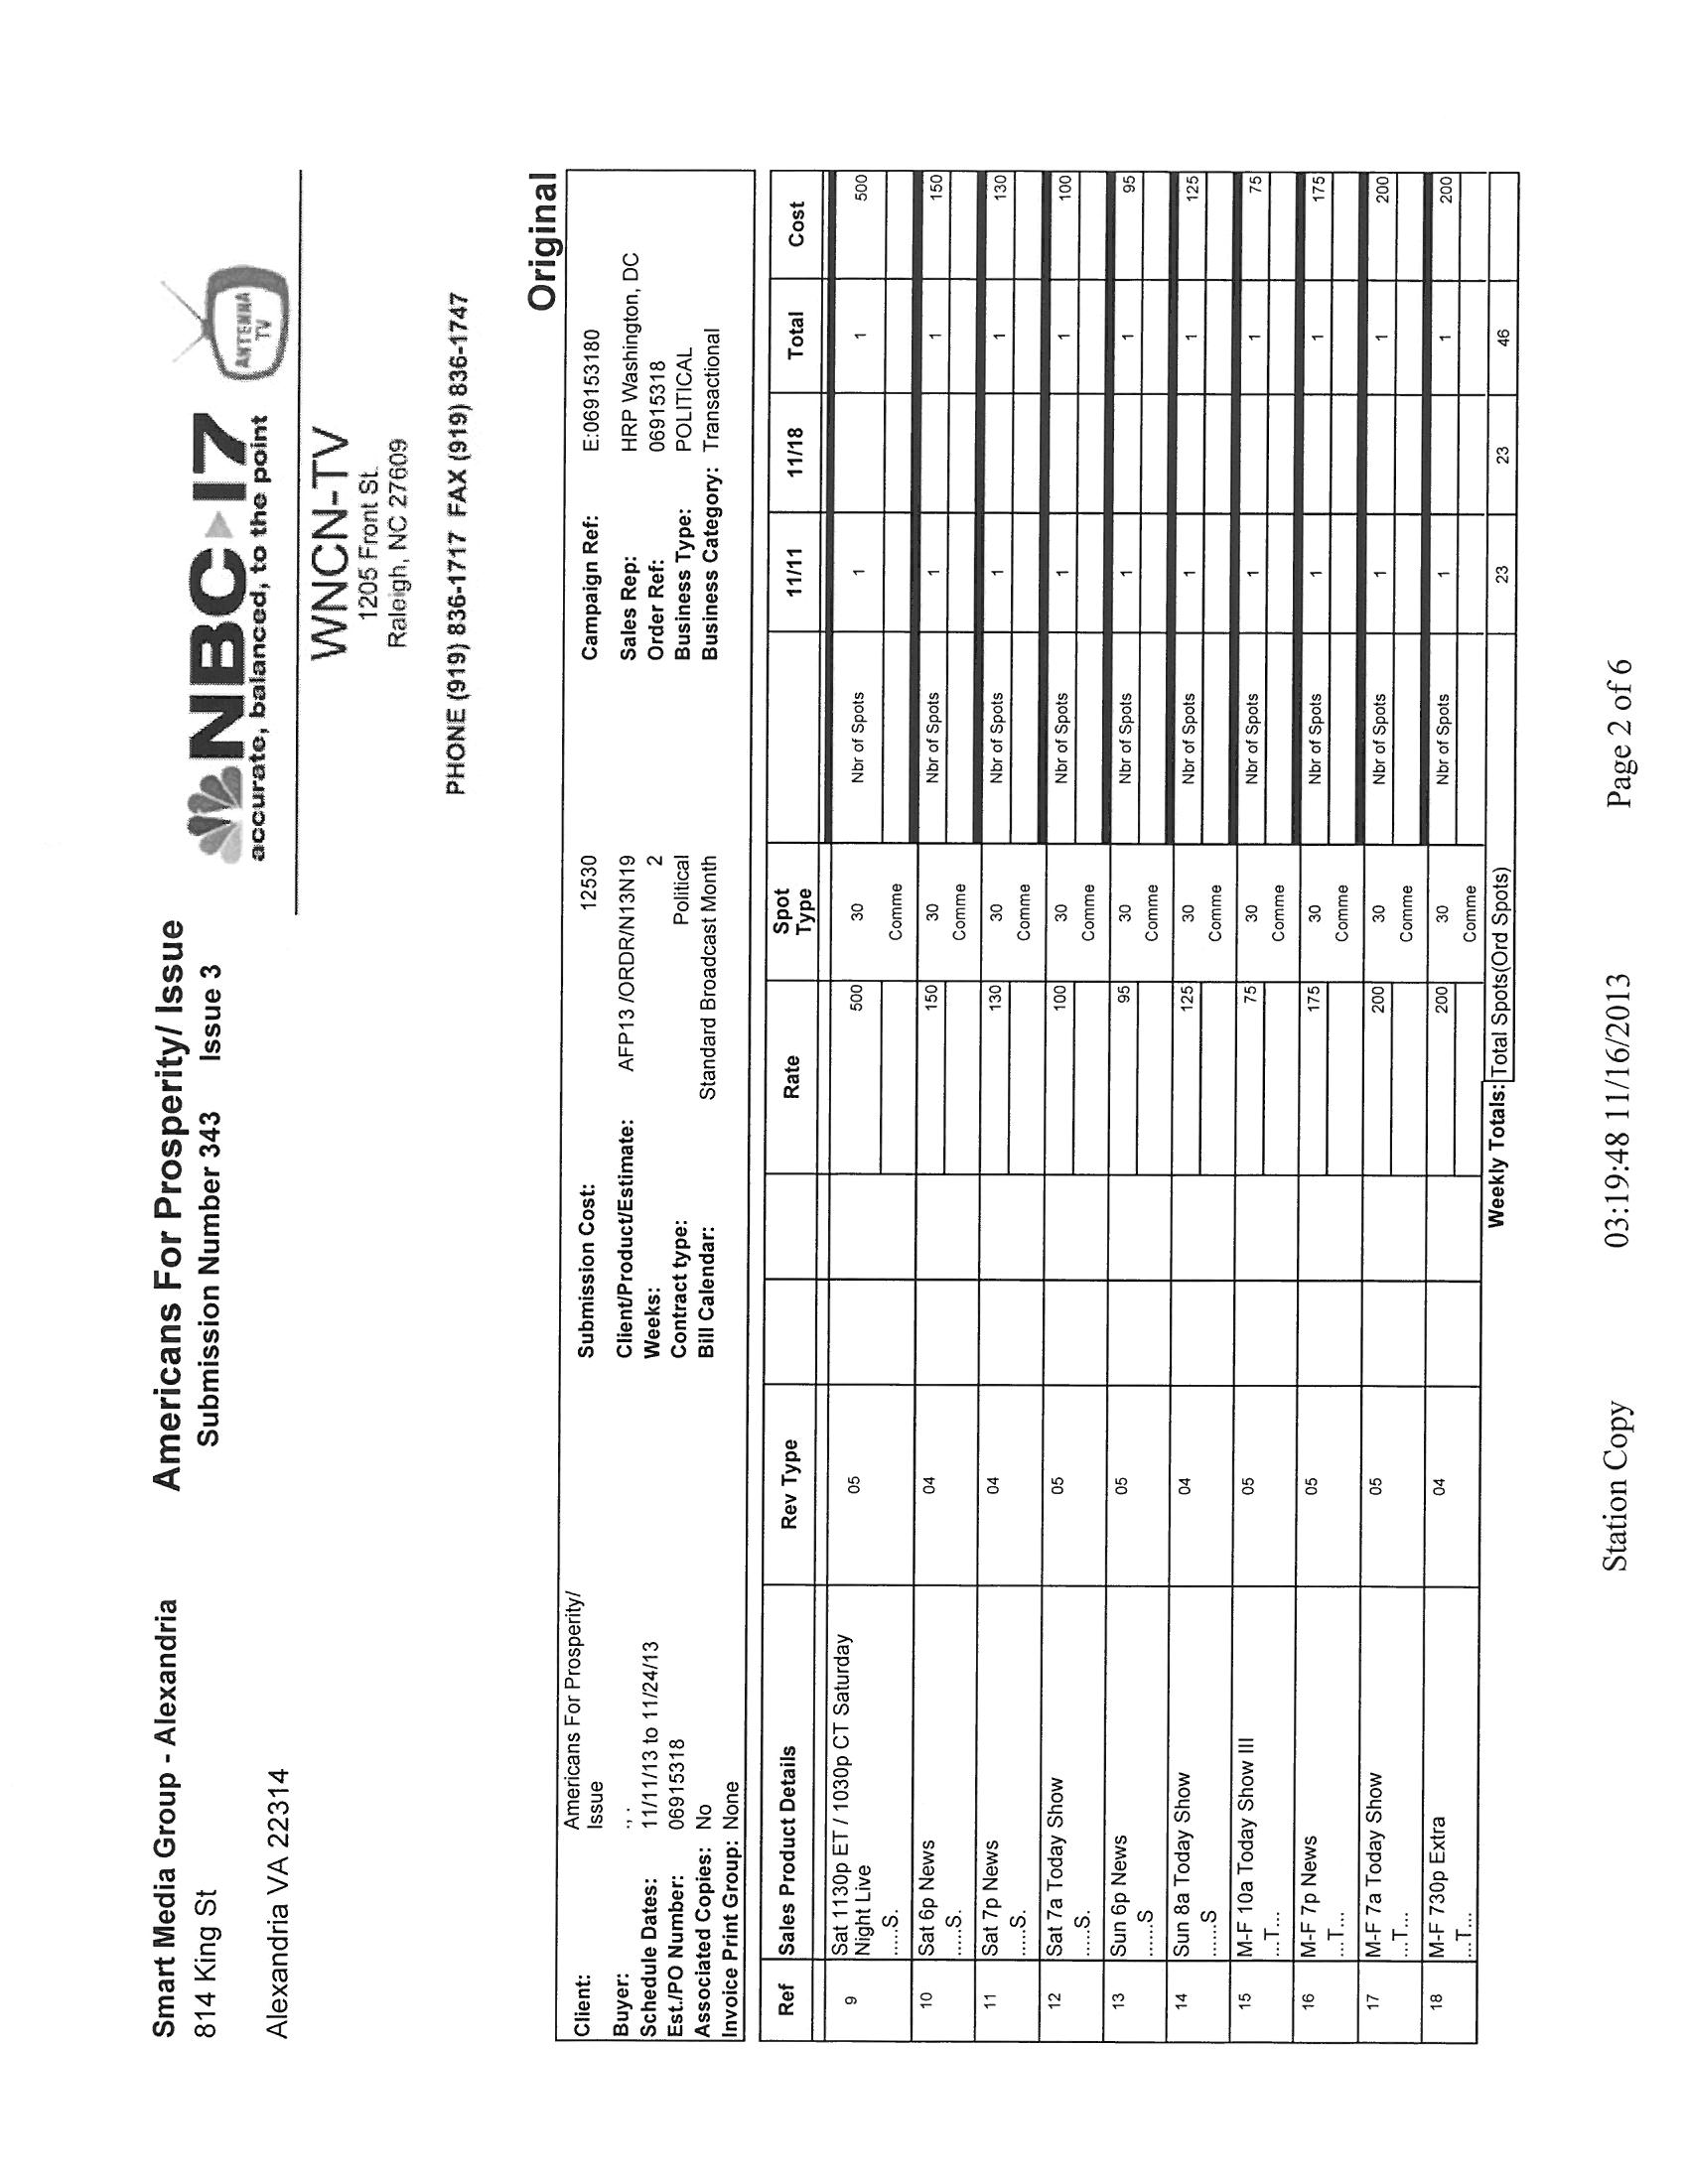 Smart Media Group - Alexandria
814 King St
Alexandria VA 22314
Americans For Prosperity/ Issue
Submission Number 343 Issue 3
NBC 17
accurate, balanced, to the point
ANTENNA TV
WNCN-TV
1205 Front St.
Raleigh, NC 27609
PHONE (919) 836-1717 FAX (919) 836-1747
Original
Client: Americans For Prosperity/ Issue
Buyer: , .
Schedule Dates: 11/11/13 to 11/24/13
Est./PO Number: 06915318
Associated Copies: No
Invoice Print Group: None
Submission Cost: 12530
Client/Product/Estimate: AFP13 /ORDR/N13N19
Weeks: 2
Contract type: Political
Bill Calendar: Standard Broadcast Month
Campaign Ref: E:069153180
Sales Rep: HRP Washington, DC
Order Ref: 06915318
Business Type: POLITICAL
Business Category: Transactional
Ref Sales Product Details Rev Type Rate Spot Type 11/11 11/18 Total Cost
9 Sat 1130p ET / 1030p CT Saturday 05 500 30 Nbr of Spots 1 1 500
Night Live
.....S. Comme
10 Sat 6p News 04 150 30 Nbr of Spots 1 1 150
.....S. Comme
11 Sat 7p News 04 130 30 Nbr of Spots 1 1 130
.....S. Comme
12 Sat 7a Today Show 05 100 30 Nbr of Spots 1 1 100
.....S. Comme
13 Sun 6p News 05 95 30 Nbr of Spots 1 1 95
......S Comme
14 Sun 8a Today Show 04 125 30 Nbr of Spots 1 1 125
......S Comme
15 M-F 10a Today Show III 05 75 30 Nbr of Spots 1 1 75
...T... Comme
16 M-F 7p News 05 175 30 Nbr of Spots 1 1 175
...T... Comme
17 M-F 7a Today Show 05 200 30 Nbr of Spots 1 1 200
...T... Comme
18 M-F 730p Extra 04 200 30 Nbr of Spots 1 1 200
...T... Comme
Weekly Totals: Total Spots(Ord Spots) 23 23 46
Station Copy 03:19:48 11/16/2013 Page 2 of 6